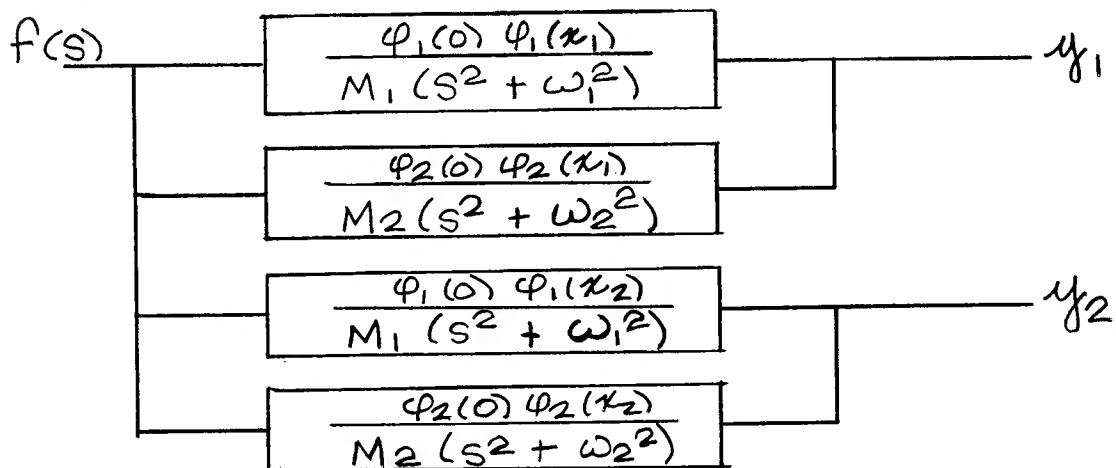 f(s)
φ₁(0) φ₁(x₁)
M₁ (S² + ω₁²)
y₁
φ₂(0) φ₂(x₁)
M₂ (S² + ω₂²)
φ₁(0) φ₁(x₂)
M₁ (S² + ω₁²)
y₂
φ₂(0) φ₂(x₂)
M₂ (S² + ω₂²)